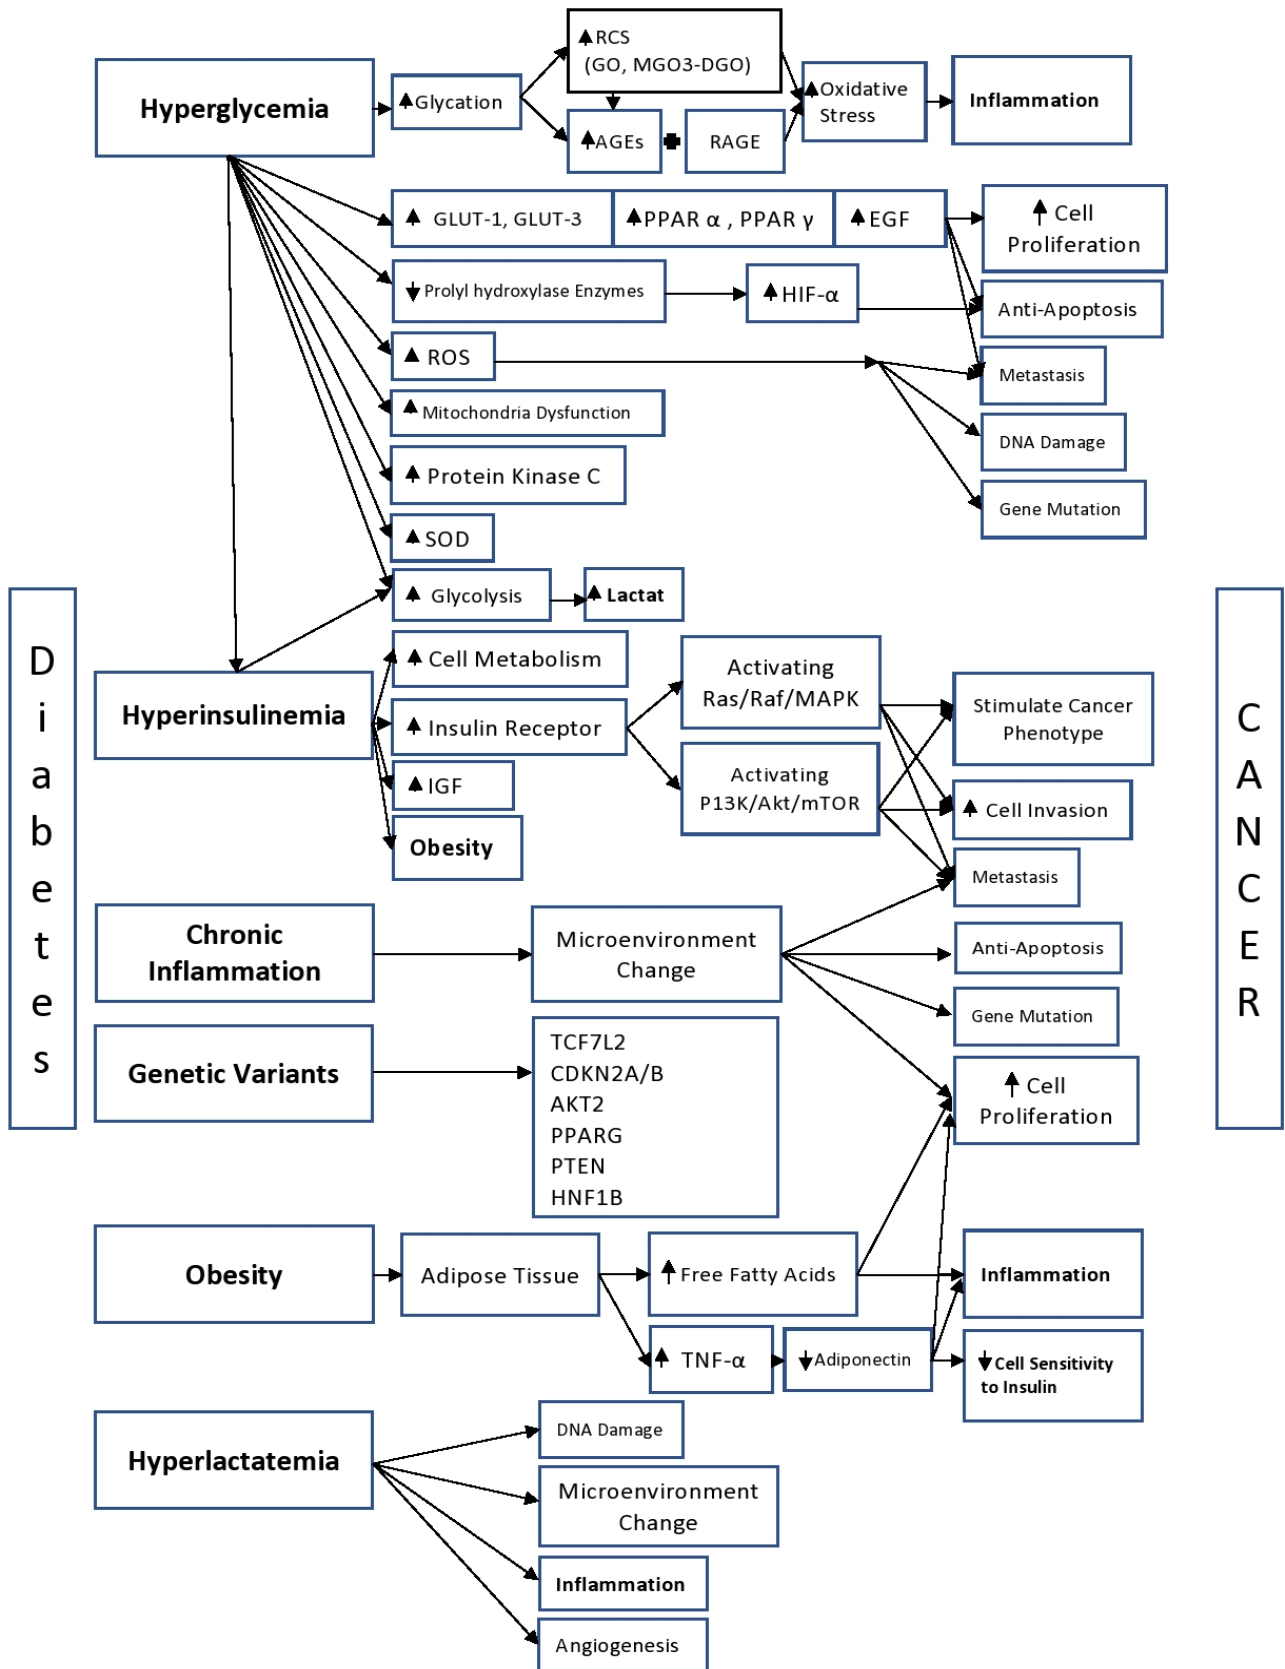 RCS
(GO, MGO3-DGO)
Hyperglycemia
Glycation
Oxidative
Stress
Inflammation
AGEs
RAGE
GLUT-1, GLUT-3
PPAR α , PPAR γ
EGF
Cell
Proliferation
Prolyl hydroxylase Enzymes
HIF-α
Anti-Apoptosis
ROS
Metastasis
Mitochondria Dysfunction
DNA Damage
Protein Kinase C
Gene Mutation
SOD
Glycolysis
Lactat
Diabetes
CANCER
Hyperinsulinemia
Cell Metabolism
Insulin Receptor
IGF
Obesity
Activating
Ras/Raf/MAPK
Activating
P13K/Akt/mTOR
Stimulate Cancer
Phenotype
Cell Invasion
Metastasis
Chronic
Inflammation
Microenvironment
Change
Anti-Apoptosis
Gene Mutation
Cell
Proliferation
Genetic Variants
TCF7L2
CDKN2A/B
AKT2
PPARG
PTEN
HNF1B
Obesity
Adipose Tissue
Free Fatty Acids
Inflammation
TNF-α
Adiponectin
Cell Sensitivity
to Insulin
Hyperlactatemia
DNA Damage
Microenvironment
Change
Inflammation
Angiogenesis